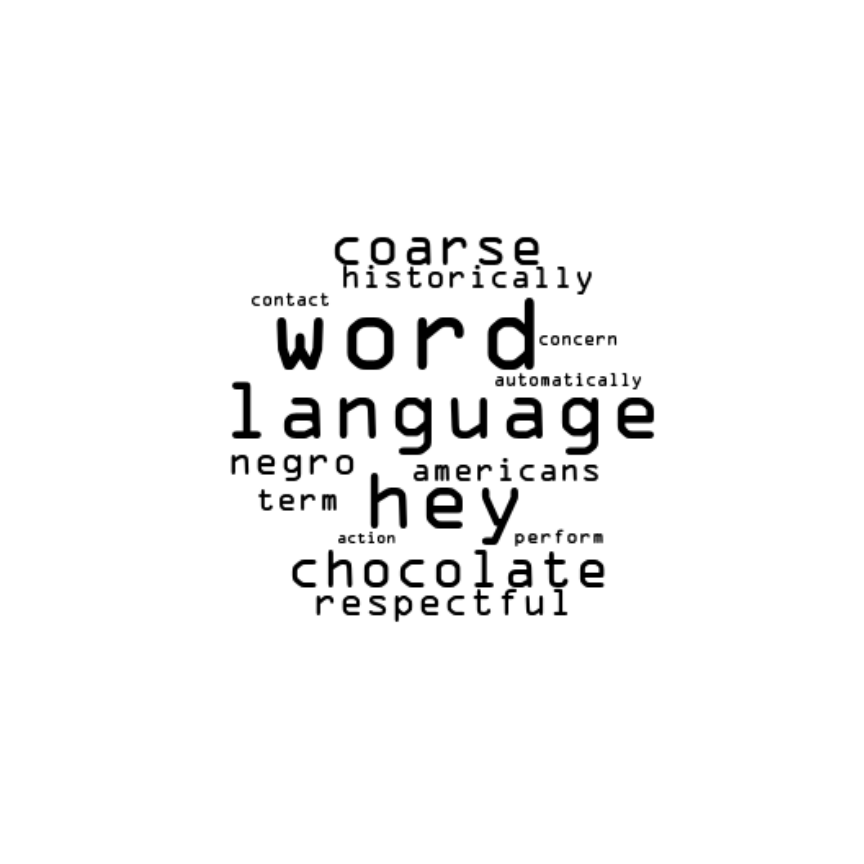 coarse
historically
contact
word
concern
automatically
language
negro
americans
term
hey
action
perform
chocolate
respectful